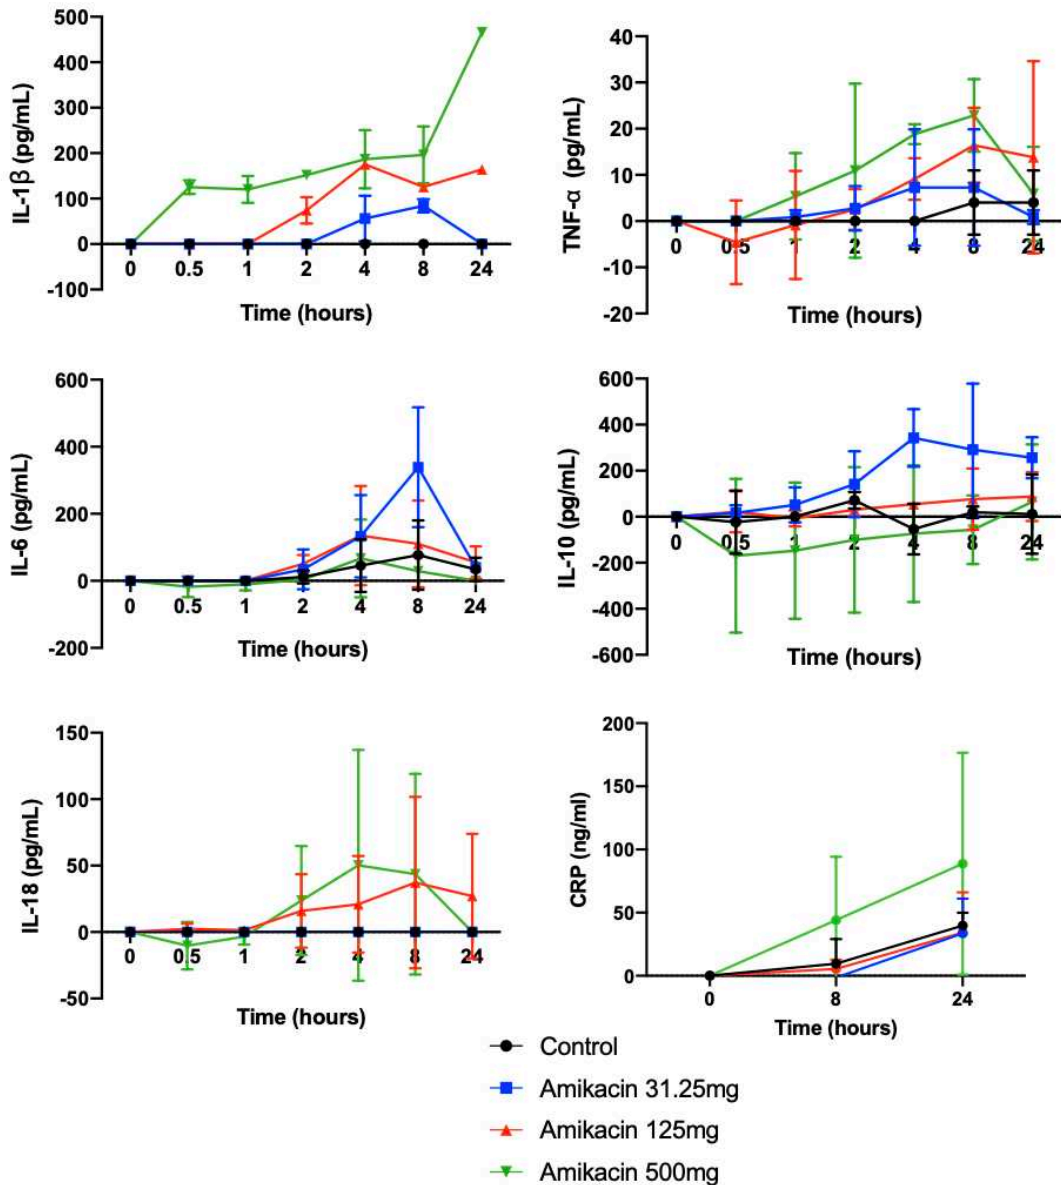 500
400
300
200
100
0
-100
IL-1β (pg/mL)
0 0.5 1 2 4 8 24
Time (hours)
40
30
20
10
0
-10
-20
TNF-α (pg/mL)
0 0.5 1 2 4 8 24
Time (hours)
600
400
200
0
-200
IL-6 (pg/mL)
0 0.5 1 2 4 8 24
Time (hours)
600
400
200
0
-200
-400
-600
IL-10 (pg/mL)
0 0.5 1 2 4 8 24
Time (hours)
150
100
50
0
-50
IL-18 (pg/mL)
0 0.5 1 2 4 8 24
Time (hours)
200
150
100
50
0
CRP (ng/ml)
0 8 24
Time (hours)
Control
Amikacin 31.25mg
Amikacin 125mg
Amikacin 500mg